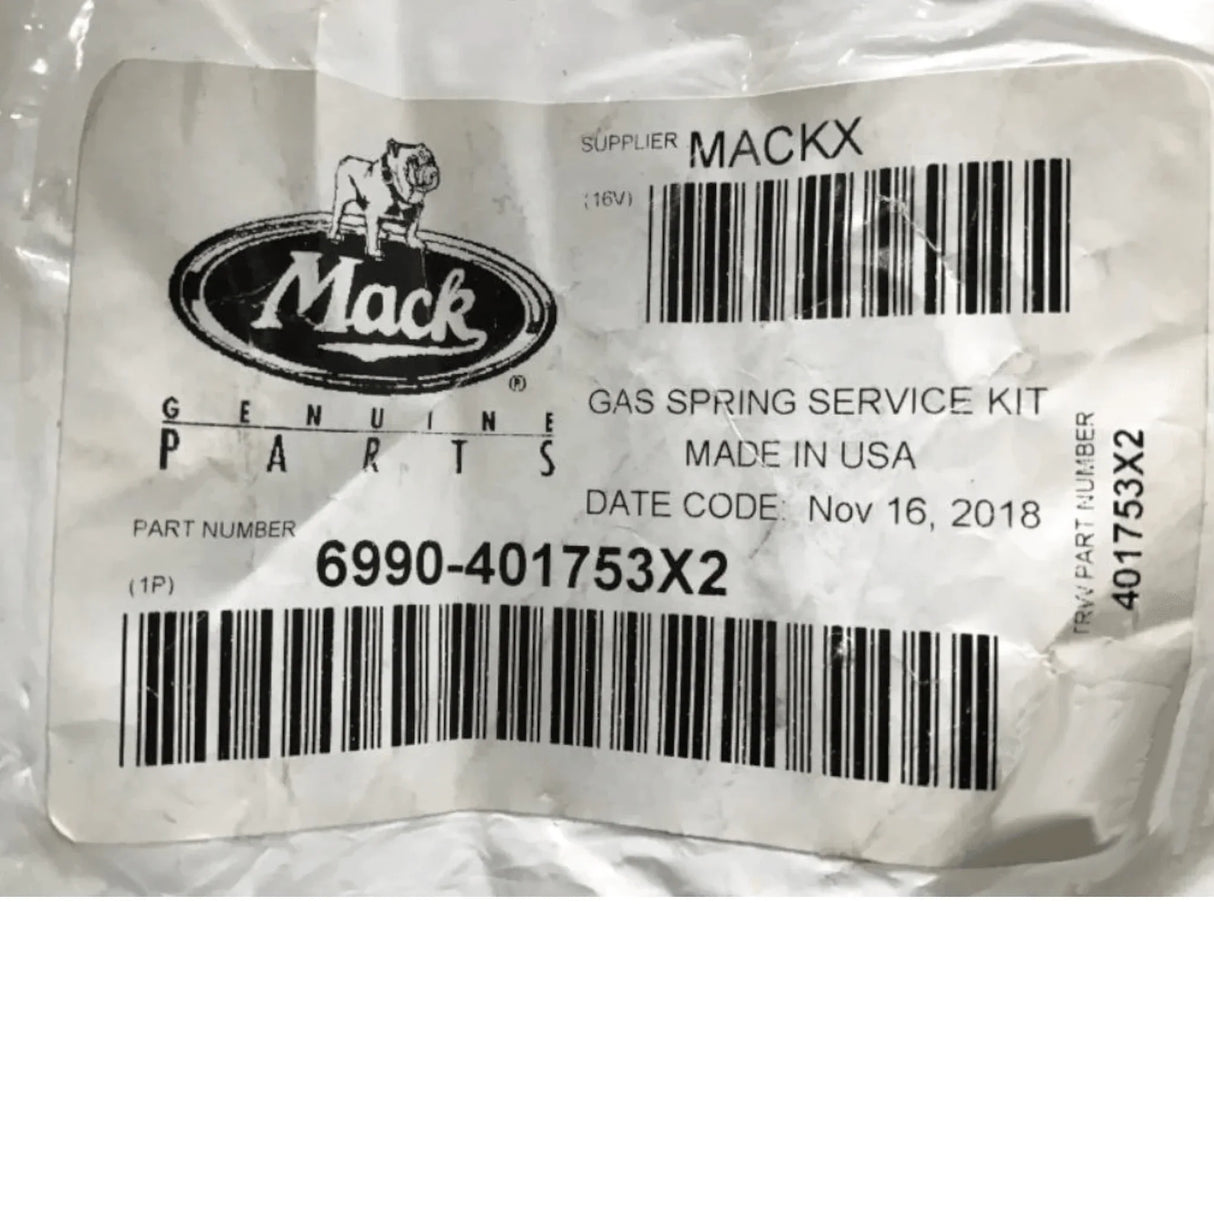 Mack
®
GENUINE
PARTS
SUPPLIER MACKX
(16V)
GAS SPRING SERVICE KIT
MADE IN USA
DATE CODE: Nov 16, 2018
PART NUMBER
6990-401753X2
(1P)
TRW PART NUMBER
401753X2